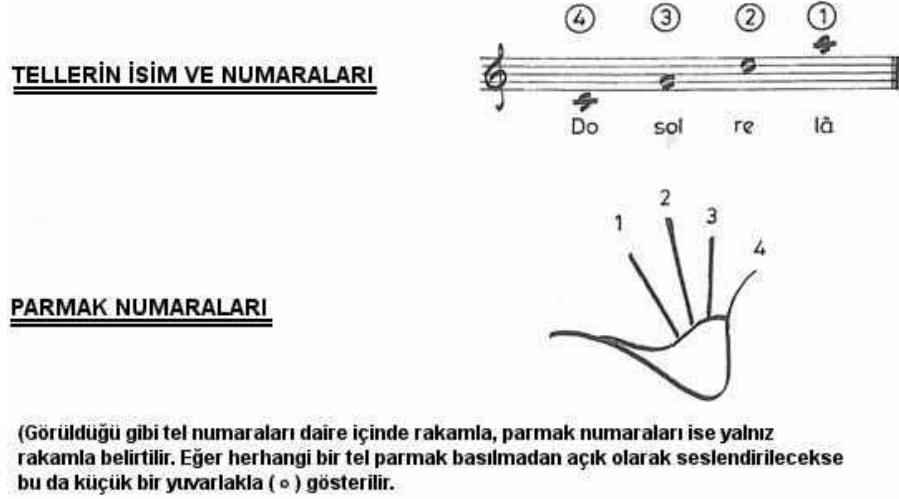 ④ ③ ② ①
TELLERİN İSİM VE NUMARALARI
Do sol re lâ
1 2 3 4
PARMAK NUMARALARI
(Görüldüğü gibi tel numaraları daire içinde rakamla, parmak numaraları ise yalnız
rakamla belirtilir. Eğer herhangi bir tel parmak basılmadan açık olarak seslendirilecekse
bu da küçük bir yuvarlakla ( o ) gösterilir.